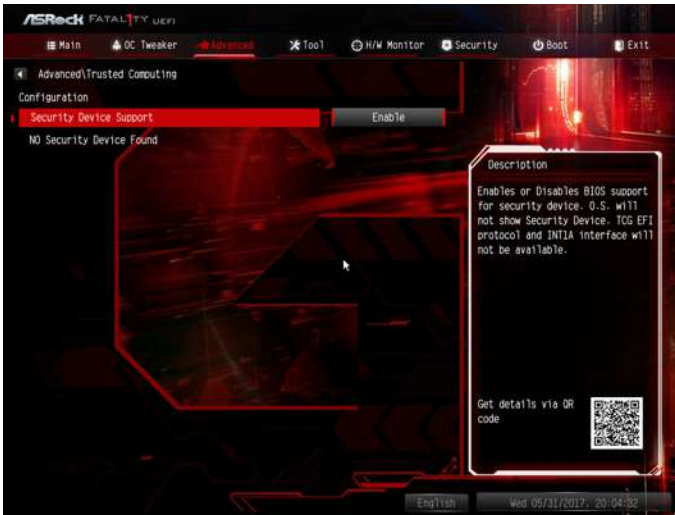 ASRock FATAL1TY UEFI
Main OC Tweaker Advanced Tool H/W Monitor Security Boot Exit
Advanced\Trusted Computing
Configuration
Security Device Support Enable
NO Security Device Found
Description
Enables or Disables BIOS support
for security device. O.S. will
not show Security Device. TCG EFI
protocol and INT1A interface will
not be available.
Get details via QR
code
English Wed 05/31/2017, 20:04:32